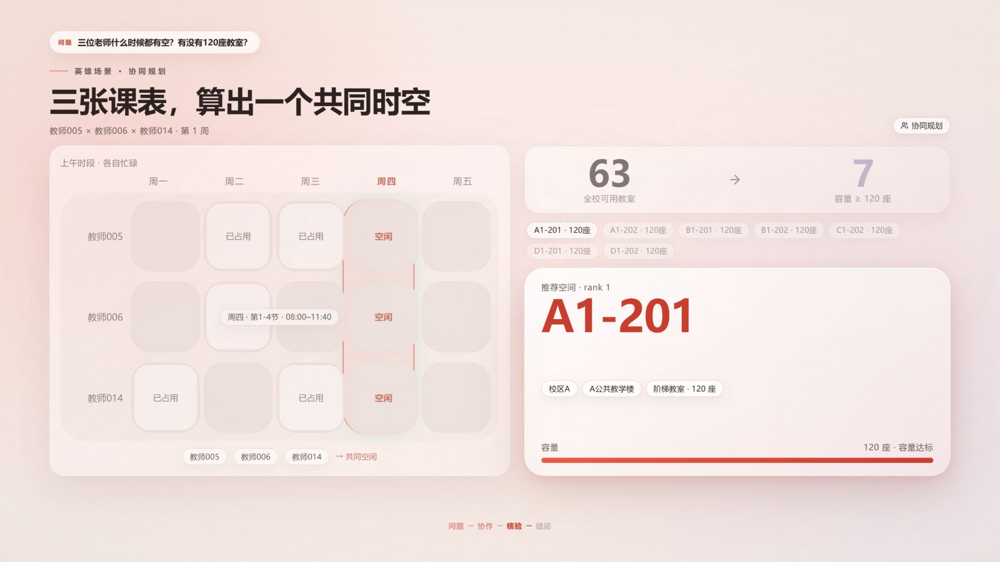 问题 三位老师什么时候都有空？有没有120座教室？
英雄场景 • 协同规划
三张课表，算出一个共同时空
教师005 × 教师006 × 教师014 · 第 1 周
协同规划
上午时段 · 各自忙碌
周一 周二 周三 周四 周五
教师005 已占用 已占用 空闲
教师006 周四 · 第1-4节 · 08:00–11:40 空闲
教师014 已占用 已占用 空闲
教师005 教师006 教师014 → 共同空闲
63 → 7
全校可用教室 容量 ≥ 120 座
A1-201 · 120座 A1-202 · 120座 B1-201 · 120座 B1-202 · 120座 C1-202 · 120座
D1-201 · 120座 D1-202 · 120座
推荐空间 · rank 1
A1-201
校区A A公共教学楼 阶梯教室 · 120 座
容量 120 座 · 容量达标
问题 — 协作 — 核验 — 结论